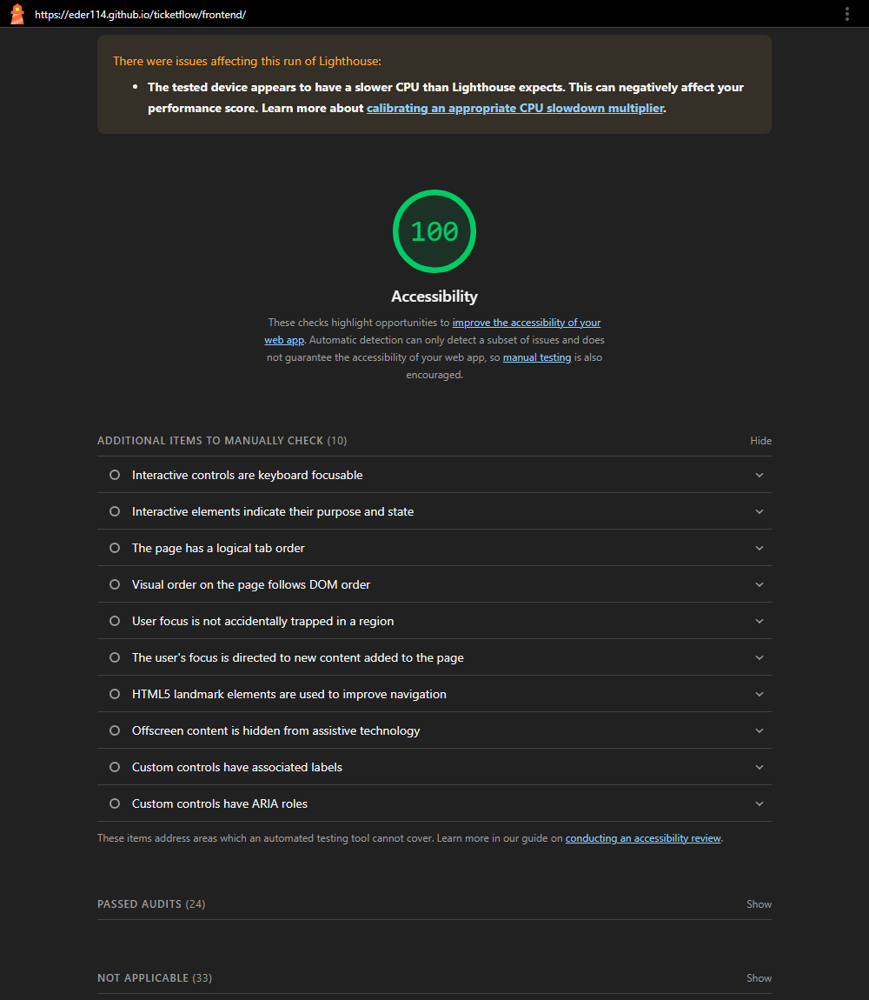 https://eder114.github.io/ticketflow/frontend/
There were issues affecting this run of Lighthouse:
• The tested device appears to have a slower CPU than Lighthouse expects. This can negatively affect your
performance score. Learn more about calibrating an appropriate CPU slowdown multiplier.
100
Accessibility
These checks highlight opportunities to improve the accessibility of your
web app. Automatic detection can only detect a subset of issues and does
not guarantee the accessibility of your web app, so manual testing is also
encouraged.
ADDITIONAL ITEMS TO MANUALLY CHECK (10) Hide
Interactive controls are keyboard focusable
Interactive elements indicate their purpose and state
The page has a logical tab order
Visual order on the page follows DOM order
User focus is not accidentally trapped in a region
The user's focus is directed to new content added to the page
HTML5 landmark elements are used to improve navigation
Offscreen content is hidden from assistive technology
Custom controls have associated labels
Custom controls have ARIA roles
These items address areas which an automated testing tool cannot cover. Learn more in our guide on conducting an accessibility review.
PASSED AUDITS (24) Show
NOT APPLICABLE (33) Show